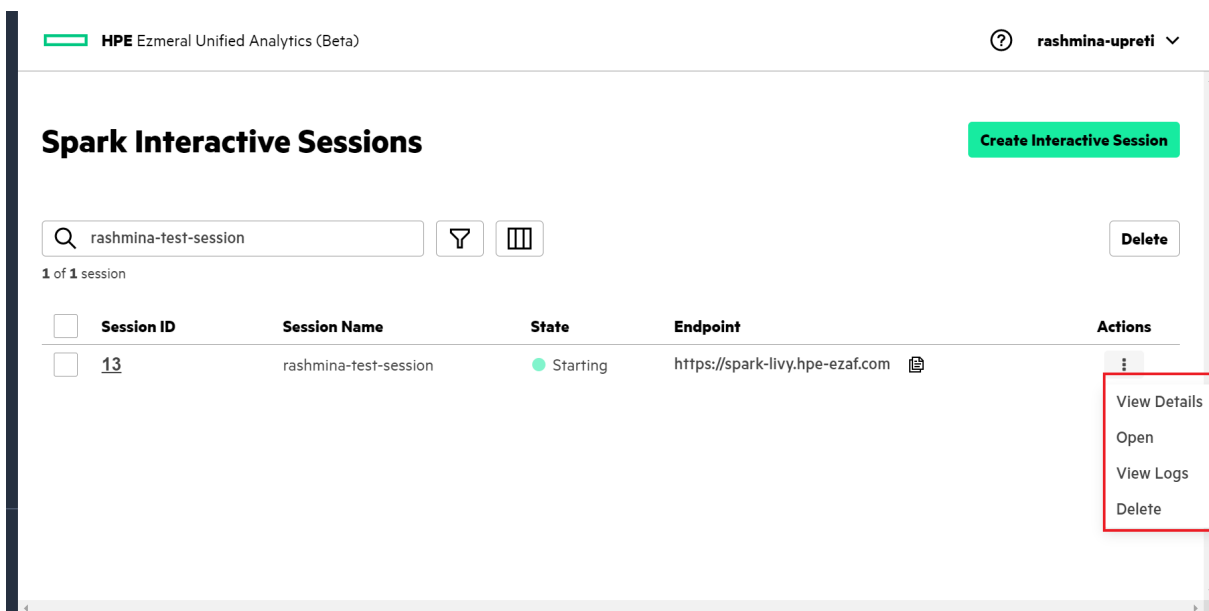 HPE Ezmeral Unified Analytics (Beta)
rashmina-upreti
Spark Interactive Sessions
Create Interactive Session
rashmina-test-session
Delete
1 of 1 session
Session ID Session Name State Endpoint Actions
13 rashmina-test-session Starting https://spark-livy.hpe-ezaf.com
View Details
Open
View Logs
Delete